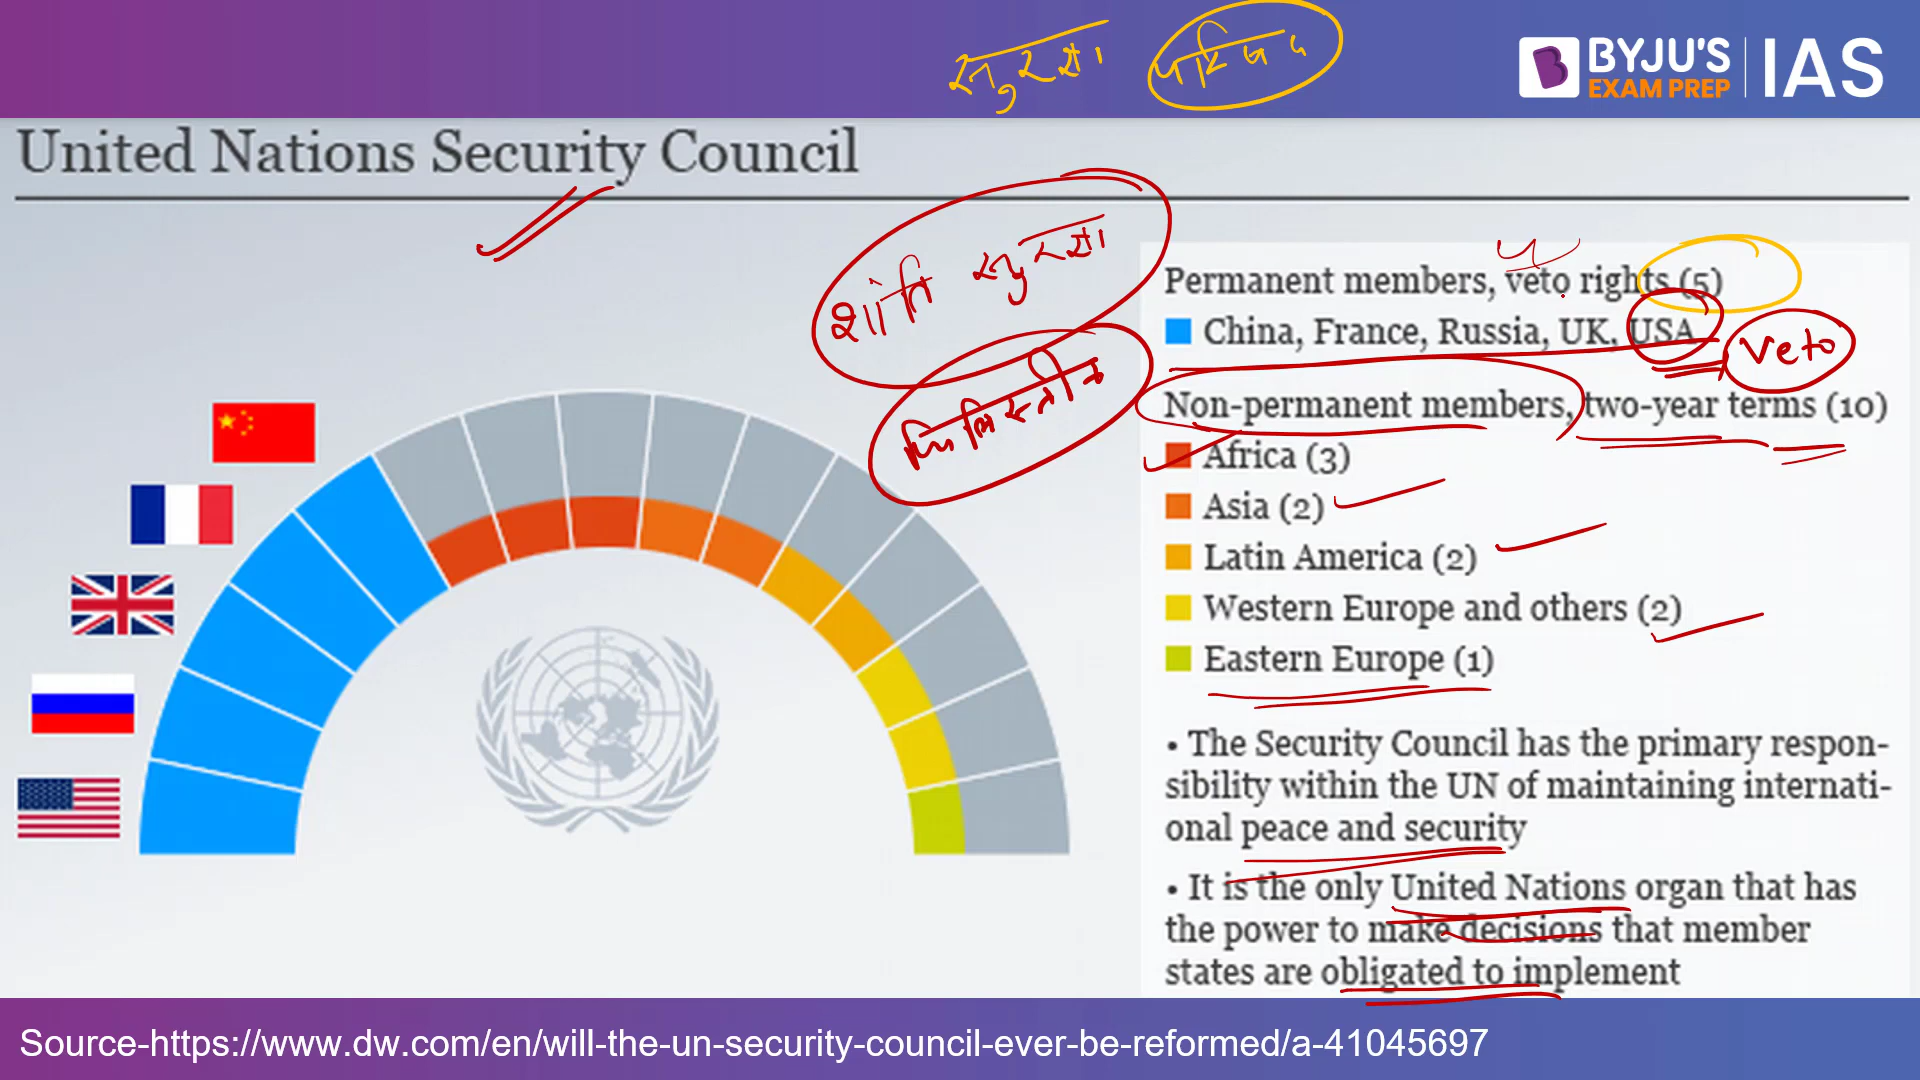 सुरक्षा परिषद
BYJU'S
EXAM PREP
IAS
United Nations Security Council
शांति सुरक्षा
Permanent members, veto rights (5)
China, France, Russia, UK, USA
veto
Non-permanent members, two-year terms (10)
Africa (3)
Asia (2)
Latin America (2)
Western Europe and others (2)
Eastern Europe (1)
• The Security Council has the primary respon-
sibility within the UN of maintaining internati-
onal peace and security
• It is the only United Nations organ that has
the power to make decisions that member
states are obligated to implement
Source-https://www.dw.com/en/will-the-un-security-council-ever-be-reformed/a-41045697